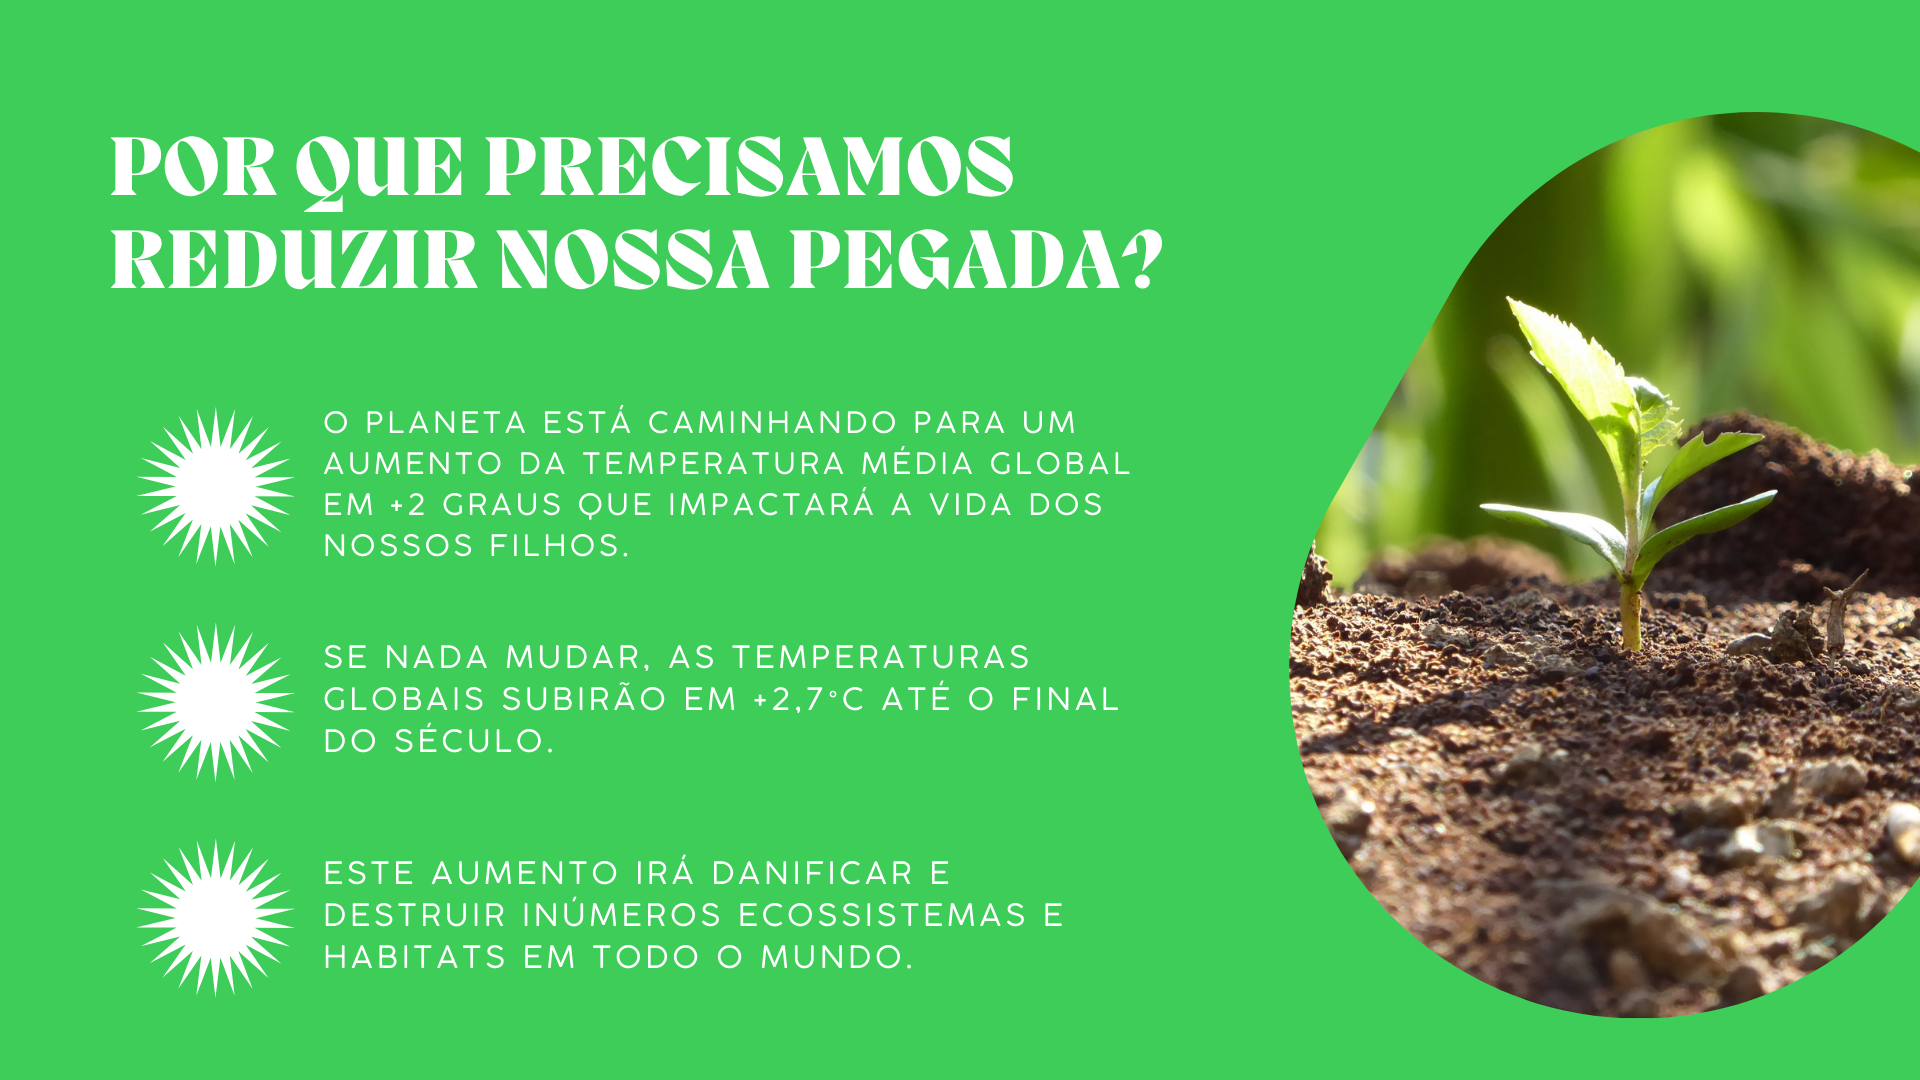 POR QUE PRECISAMOS
REDUZIR NOSSA PEGADA?
O PLANETA ESTÁ CAMINHANDO PARA UM
AUMENTO DA TEMPERATURA MÉDIA GLOBAL
EM +2 GRAUS QUE IMPACTARÁ A VIDA DOS
NOSSOS FILHOS.
SE NADA MUDAR, AS TEMPERATURAS
GLOBAIS SUBIRÃO EM +2,7°C ATÉ O FINAL
DO SÉCULO.
ESTE AUMENTO IRÁ DANIFICAR E
DESTRUIR INÚMEROS ECOSSISTEMAS E
HABITATS EM TODO O MUNDO.